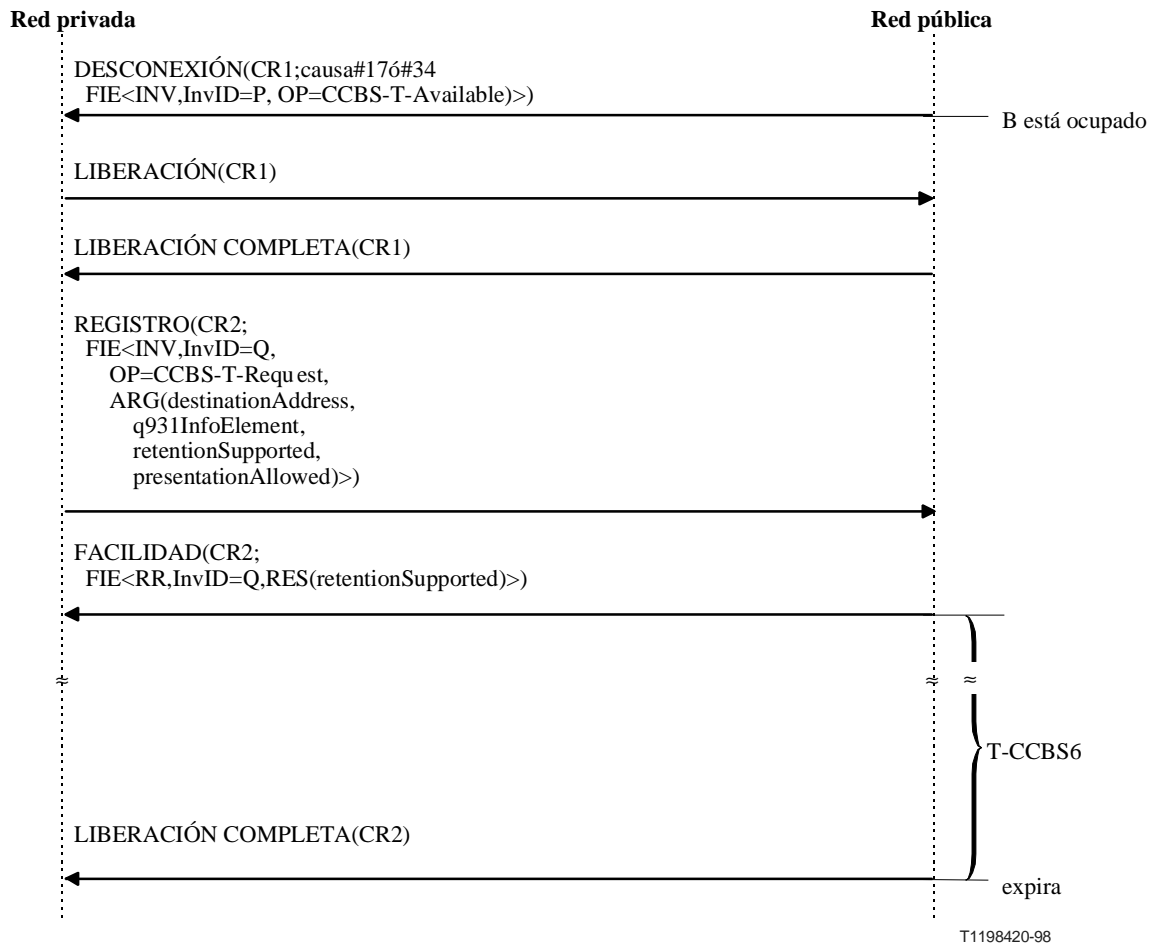 Red privada
Red pública
DESCONEXIÓN(CR1;causa#17ó#34
FIE<INV,InvID=P, OP=CCBS-T-Available)>)
B está ocupado
LIBERACIÓN(CR1)
LIBERACIÓN COMPLETA(CR1)
REGISTRO(CR2;
FIE<INV,InvID=Q,
OP=CCBS-T-Request,
ARG(destinationAddress,
q931InfoElement,
retentionSupported,
presentationAllowed)>)
FACILIDAD(CR2;
FIE<RR,InvID=Q,RES(retentionSupported)>)
≈ ≈ ≈
T-CCBS6
LIBERACIÓN COMPLETA(CR2)
expira
T1198420-98